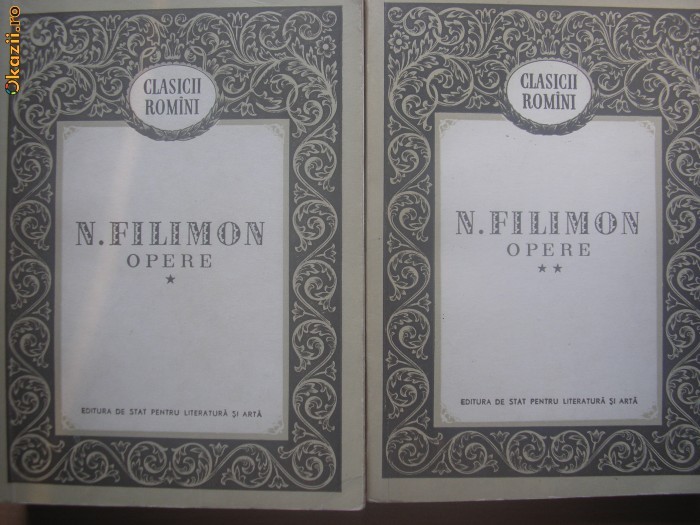 Okazii.ro
CLASICII
ROMÎNI
N. FILIMON
OPERE
★
EDITURA DE STAT PENTRU LITERATURĂ ȘI ARTĂ
CLASICII
ROMÎNI
N. FILIMON
OPERE
★★
EDITURA DE STAT PENTRU LITERATURĂ ȘI ARTĂ